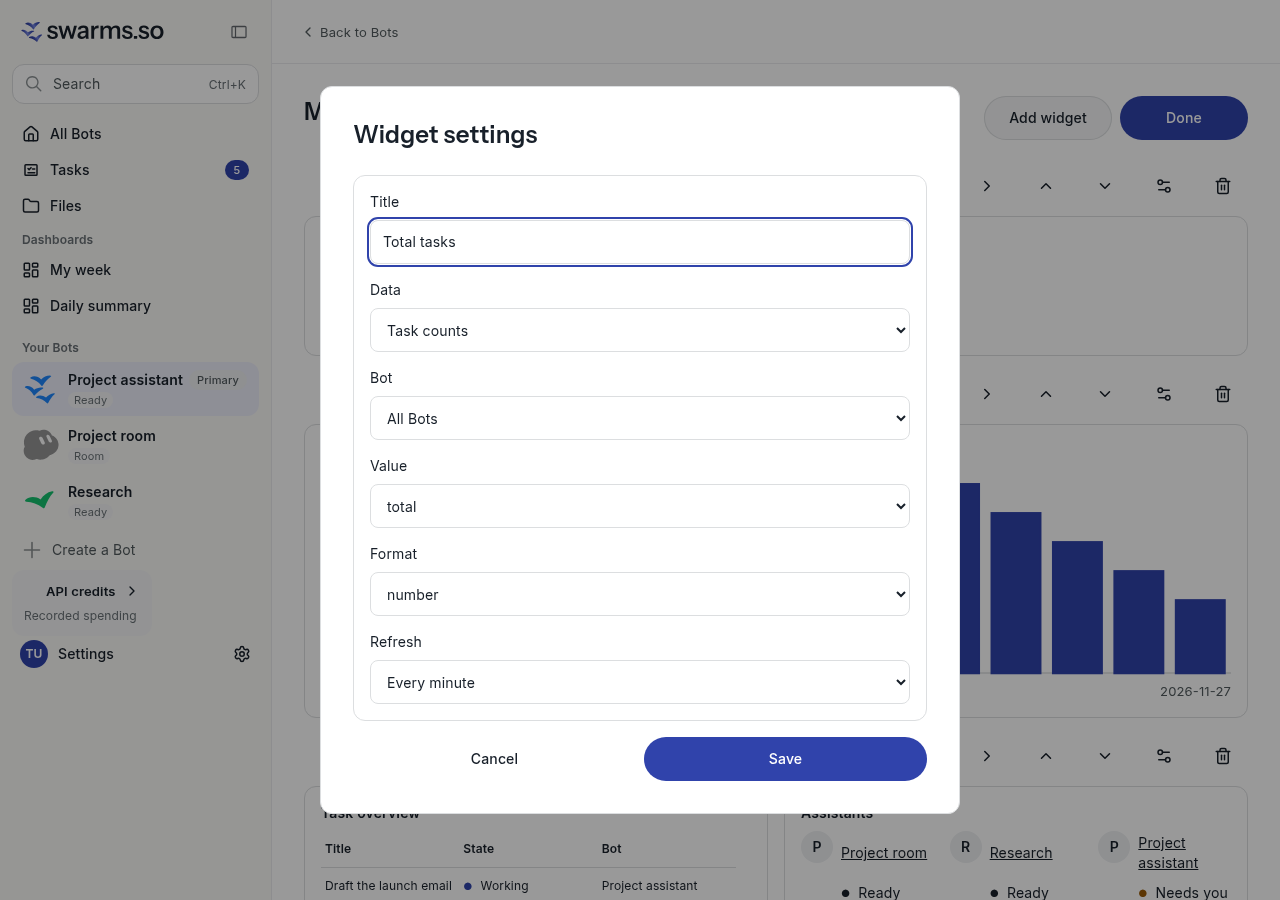 swarms.so
Search Ctrl+K
All Bots
Tasks 5
Files
Dashboards
My week
Daily summary
Your Bots
Project assistant Primary
Ready
Project room
Room
Research
Ready
Create a Bot
API credits
Recorded spending
TU Settings
Back to Bots
Add widget Done
Widget settings
Title
Total tasks
Data
Task counts
Bot
All Bots
Value
total
Format
number
Refresh
Every minute
Cancel Save
2026-11-27
Task overview
Title State Bot
Draft the launch email Working Project assistant
Assistants
P Project room R Research P Project assistant
Ready Ready Needs you